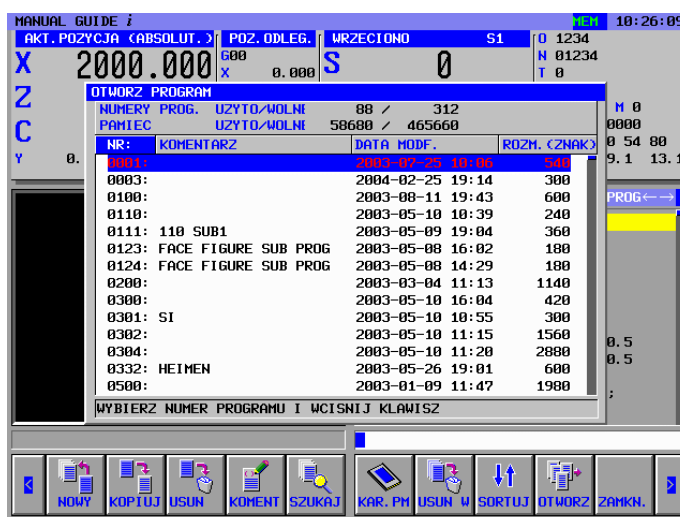 MANUAL GUIDE i MEM 10:26:09
AKT.POZYCJA (ABSOLUT.) POZ.ODLEG. WRZECIONO S1 O 1234
X 2000.000 G00 S 0 N 01234
X 0.000 T 0
Z
OTWORZ PROGRAM
NUMERY PROG. UZYTO/WOLNE 88 / 312 M 0
PAMIEC UZYTO/WOLNE 58680 / 465660 0000
C
NR: KOMENTARZ DATA MODF. ROZM.(ZNAK) 0 54 80
Y 0. 0001: 2003-07-25 10:06 540 9.1 13.1
0003: 2004-02-25 19:14 300
0100: 2003-08-11 19:43 600 PROG←→
0110: 2003-05-10 10:39 240
0111: 110 SUB1 2003-05-09 19:04 360
0123: FACE FIGURE SUB PROG 2003-05-08 16:02 180
0124: FACE FIGURE SUB PROG 2003-05-08 14:29 180
0200: 2003-03-04 11:13 1140
0300: 2003-05-10 16:04 420
0301: SI 2003-05-10 10:55 300
0302: 2003-05-10 11:15 1560 0.5
0304: 2003-05-10 11:20 2880 0.5
0332: HEIMEN 2003-05-26 19:01 600
0500: 2003-01-09 11:47 1980 ;
WYBIERZ NUMER PROGRAMU I WCISNIJ KLAWISZ
NOWY KOPIUJ USUN KOMENT SZUKAJ KAR.PM USUN W SORTUJ OTWORZ ZAMKN.